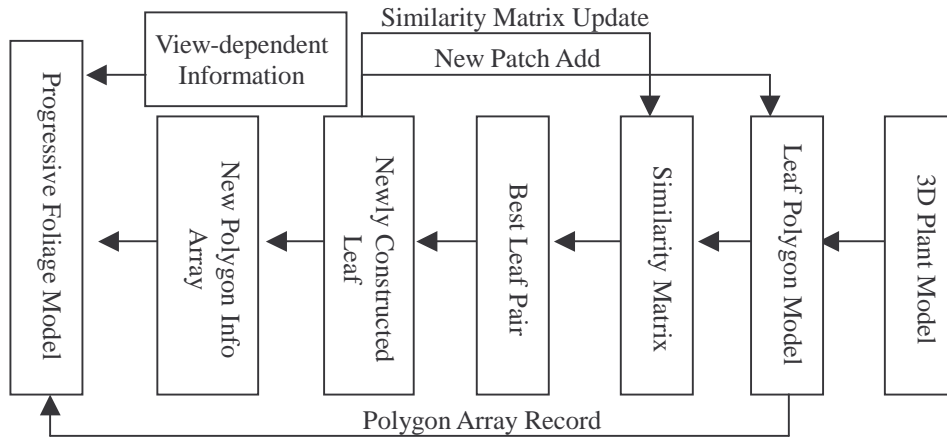 Similarity Matrix Update
View-dependent
Information
New Patch Add
Progressive Foliage Model
New Polygon Info
Array
Newly Constructed
Leaf
Best Leaf Pair
Similarity Matrix
Leaf Polygon Model
3D Plant Model
Polygon Array Record